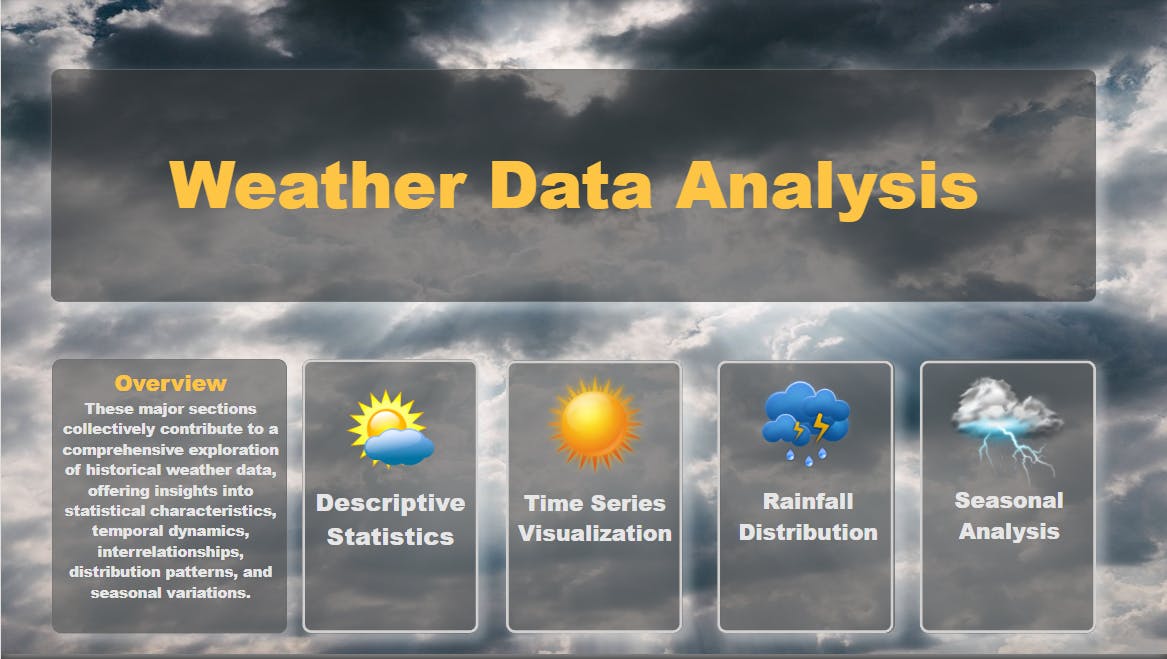 Weather Data Analysis
Overview
These major sections
collectively contribute to a
comprehensive exploration
of historical weather data,
offering insights into
statistical characteristics,
temporal dynamics,
interrelationships,
distribution patterns, and
seasonal variations.
Descriptive
Statistics
Time Series
Visualization
Rainfall
Distribution
Seasonal
Analysis